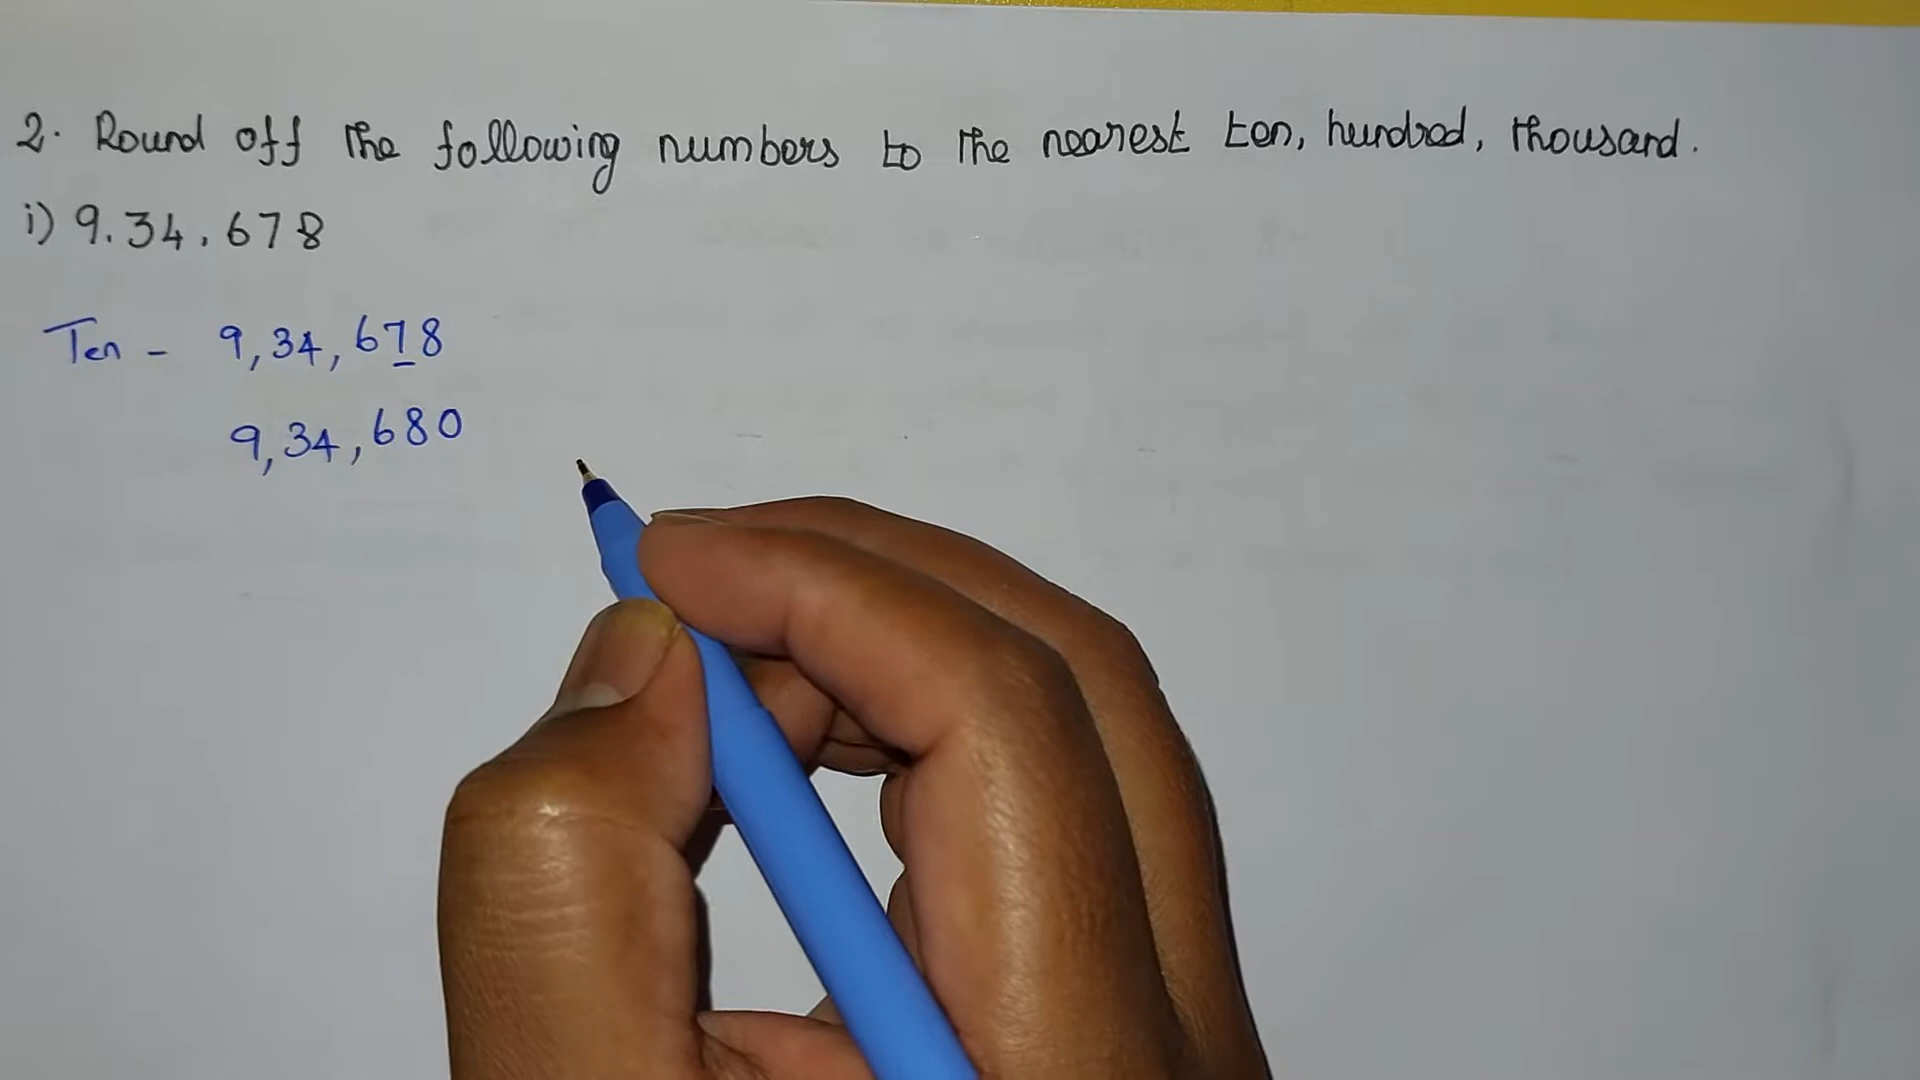 2. Round off the following numbers to the nearest ten, hundred, thousand.
i) 9.34,678
Ten - 9,34,678
9,34,680